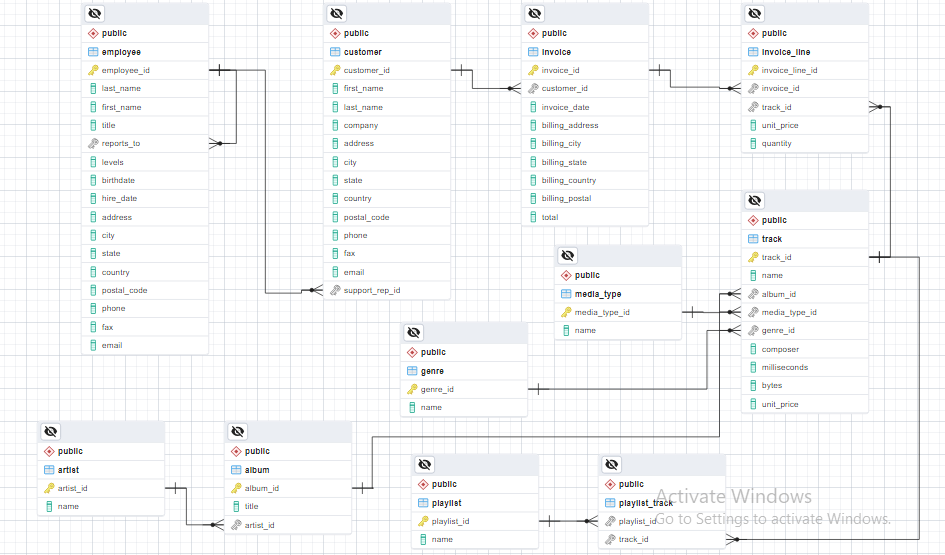 public
employee
employee_id
last_name
first_name
title
reports_to
levels
birthdate
hire_date
address
city
state
country
postal_code
phone
fax
email
public
customer
customer_id
first_name
last_name
company
address
city
state
country
postal_code
phone
fax
email
support_rep_id
public
invoice
invoice_id
customer_id
invoice_date
billing_address
billing_city
billing_state
billing_country
billing_postal
total
public
invoice_line
invoice_line_id
invoice_id
track_id
unit_price
quantity
public
track
track_id
name
album_id
media_type_id
genre_id
composer
milliseconds
bytes
unit_price
public
media_type
media_type_id
name
public
genre
genre_id
name
public
artist
artist_id
name
public
album
album_id
title
artist_id
public
playlist
playlist_id
name
public
playlist_track
playlist_id
track_id
Activate Windows
Go to Settings to activate Windows.